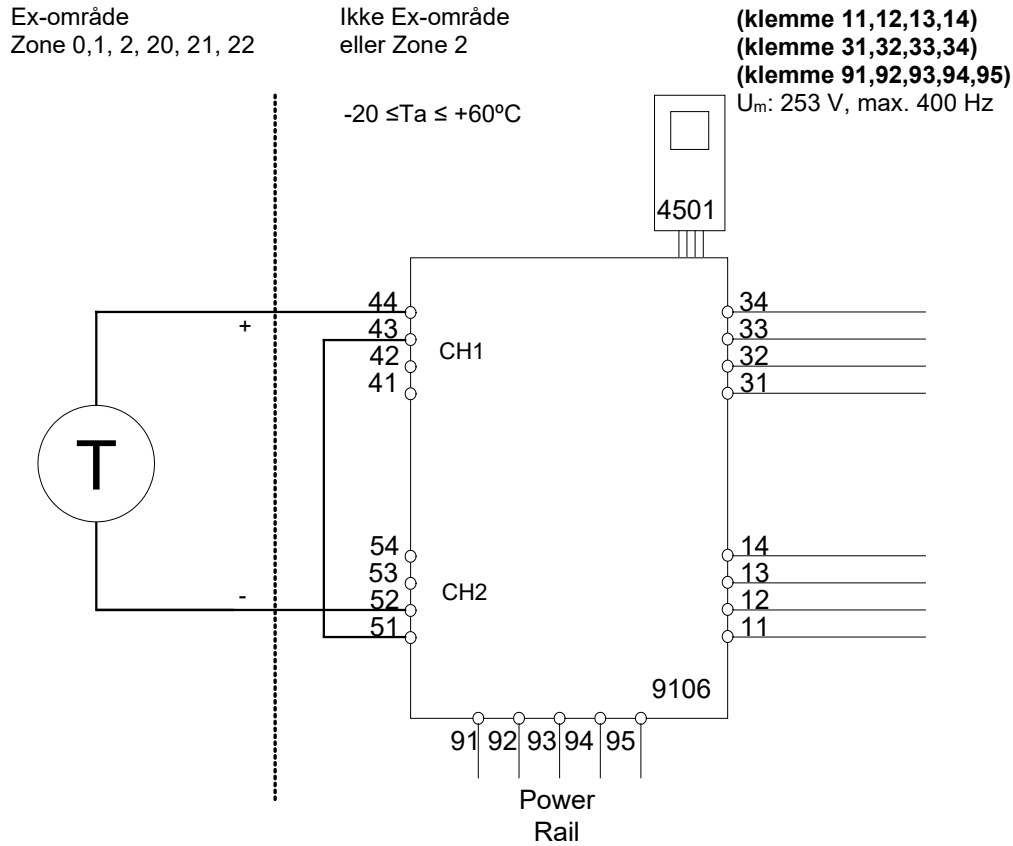 Ex-område
Zone 0,1, 2, 20, 21, 22
Ikke Ex-område
eller Zone 2
-20 ≤Ta ≤ +60ºC
(klemme 11,12,13,14)
(klemme 31,32,33,34)
(klemme 91,92,93,94,95)
Um: 253 V, max. 400 Hz
4501
44
43
42
41
CH1
34
33
32
31
+
T
-
54
53
52
51
CH2
14
13
12
11
9106
91 92 93 94 95
Power
Rail